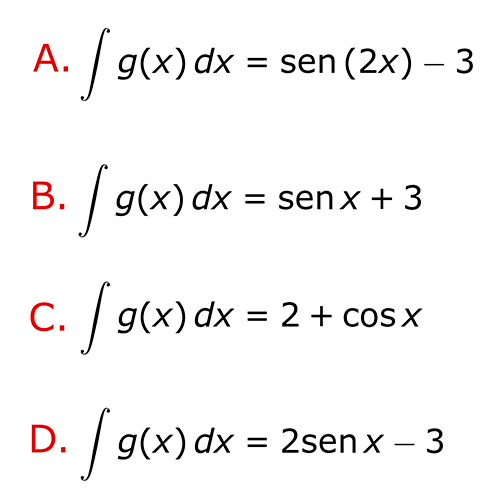 A. ∫ g(x) dx = sen (2x) – 3
B. ∫ g(x) dx = sen x + 3
C. ∫ g(x) dx = 2 + cos x
D. ∫ g(x) dx = 2sen x – 3